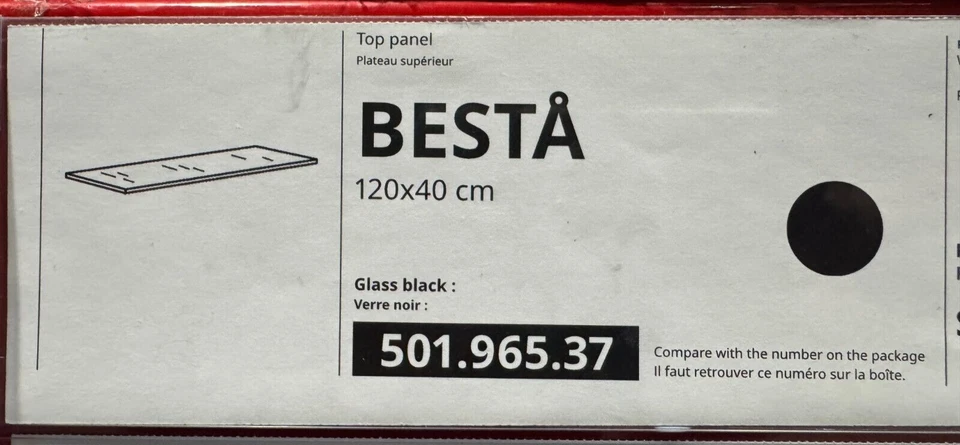 Top panel
Plateau supérieur
BESTÅ
120x40 cm
Glass black :
Verre noir :
501.965.37
Compare with the number on the package
Il faut retrouver ce numéro sur la boîte.